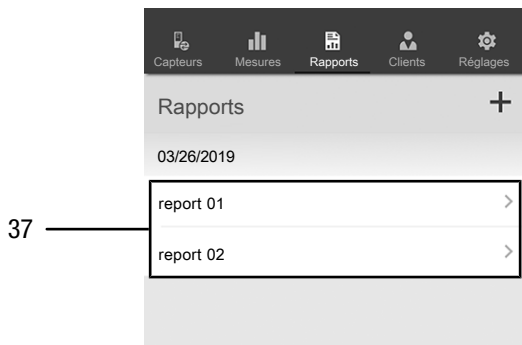 Capteurs Mesures Rapports Clients Réglages
Rapports +
03/26/2019
37
report 01
report 02